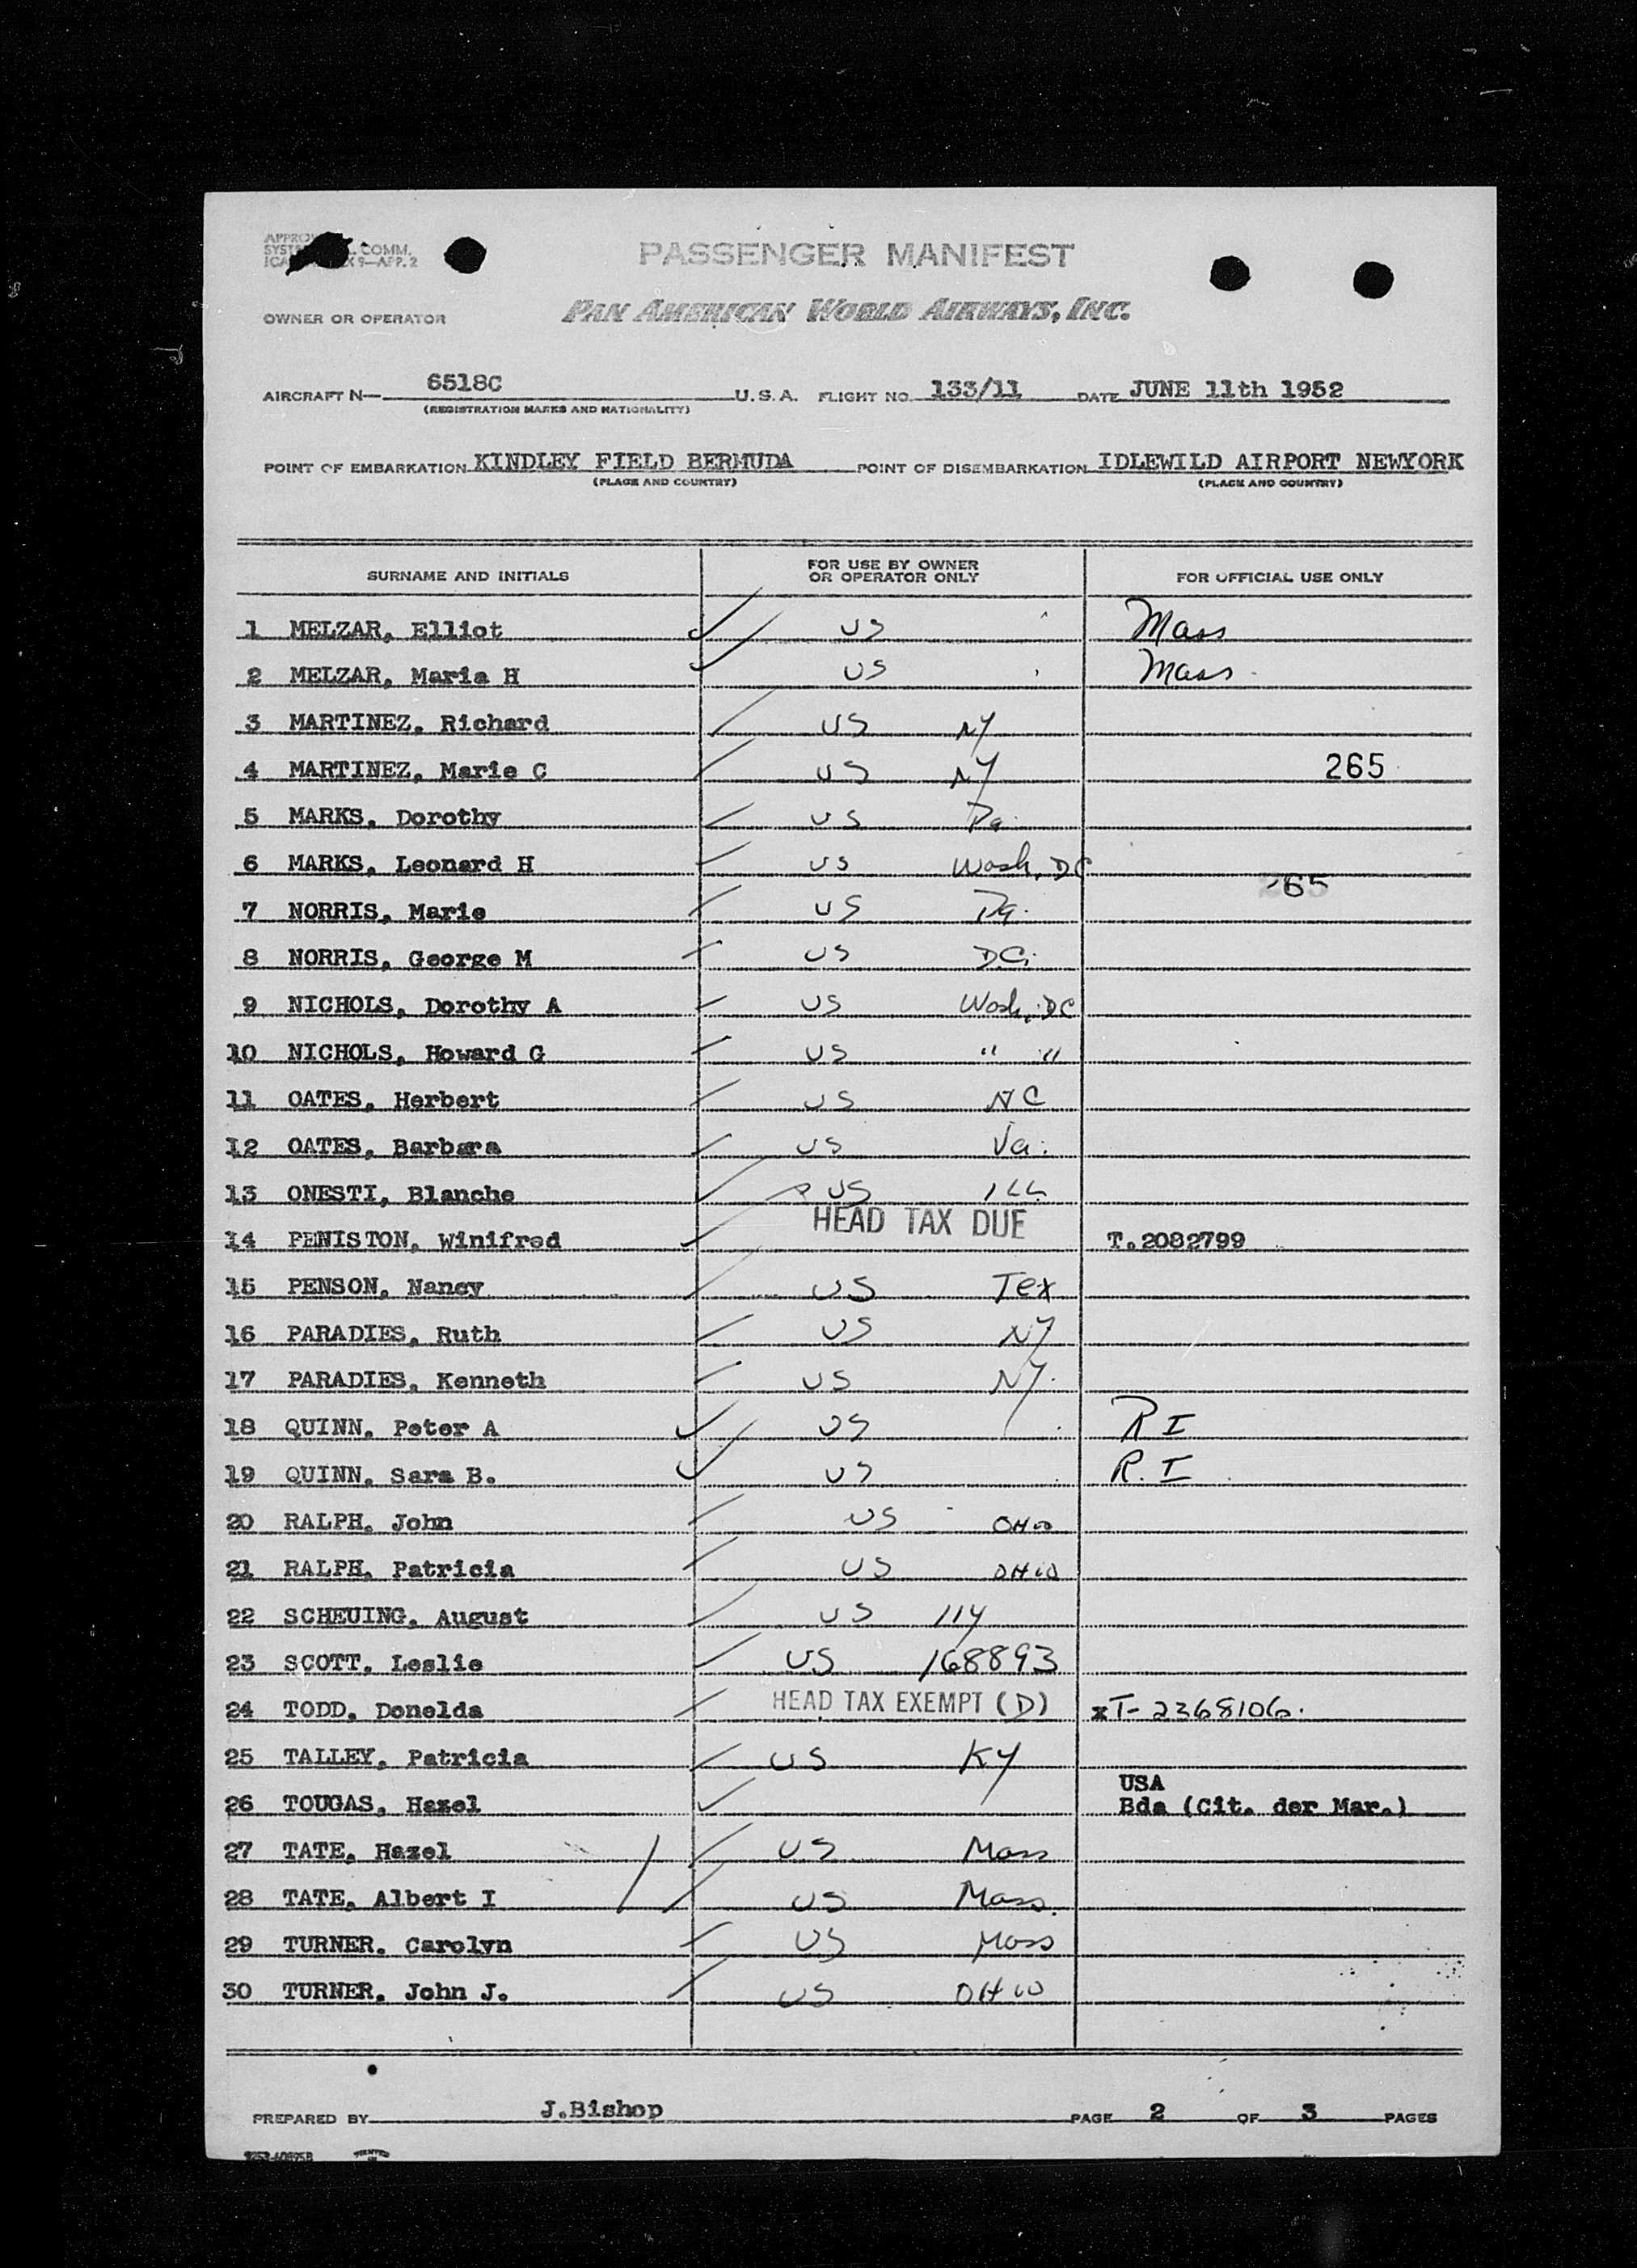 PASSENGER MANIFEST
COMM.
9—APP. 2
OWNER OR OPERATOR PAN AMERICAN WORLD AIRWAYS, INC.
AIRCRAFT N— 6518C U.S.A. FLIGHT NO. 133/11 DATE JUNE 11th 1952
(REGISTRATION MARKS AND NATIONALITY)
POINT OF EMBARKATION KINDLEY FIELD BERMUDA POINT OF DISEMBARKATION IDLEWILD AIRPORT NEWYORK
(PLACE AND COUNTRY) (PLACE AND COUNTRY)
SURNAME AND INITIALS FOR USE BY OWNER OR OPERATOR ONLY FOR OFFICIAL USE ONLY
1 MELZAR, Elliot US Mass
2 MELZAR, Maria H US Mass
3 MARTINEZ, Richard US NY
4 MARTINEZ, Marie C US NY 265
5 MARKS, Dorothy US Pa.
6 MARKS, Leonard H US Wash, DC
265
7 NORRIS, Marie US Pa.
8 NORRIS, George M US D.C.
9 NICHOLS, Dorothy A US Wash, DC
10 NICHOLS, Howard G US " "
11 OATES, Herbert US NC
12 OATES, Barbara US Va.
13 ONESTI, Blanche US ILL
14 PENISTON, Winifred HEAD TAX DUE T.2082799
15 PENSON, Nancy US Tex
16 PARADIES, Ruth US NY
17 PARADIES, Kenneth US NY.
18 QUINN, Peter A US R I
19 QUINN, Sara B. US R. I
20 RALPH, John US OHIO
21 RALPH, Patricia US OHIO
22 SCHEUING, August US NY
23 SCOTT, Leslie US 168893
24 TODD, Donelda HEAD TAX EXEMPT (D) xT-2368106.
25 TALLEY, Patricia US KY
USA
26 TOUGAS, Hazel Bda (Cit. der Mar.)
27 TATE, Hazel US Mass
28 TATE, Albert I US Mass.
29 TURNER, Carolyn US Mass
30 TURNER, John J. US OHIO
PREPARED BY J.Bishop PAGE 2 OF 3 PAGES